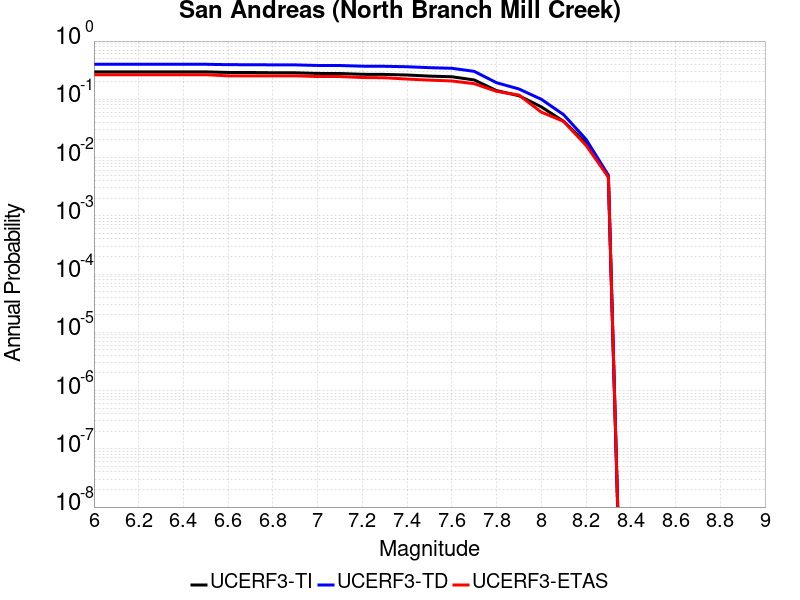 San Andreas (North Branch Mill Creek)
10 0
10 -1
10 -2
10 -3
10 -4
10 -5
10 -6
10 -7
10 -8
Annual Probability
6 6.2 6.4 6.6 6.8 7 7.2 7.4 7.6 7.8 8 8.2 8.4 8.6 8.8 9
Magnitude
UCERF3-TI UCERF3-TD UCERF3-ETAS